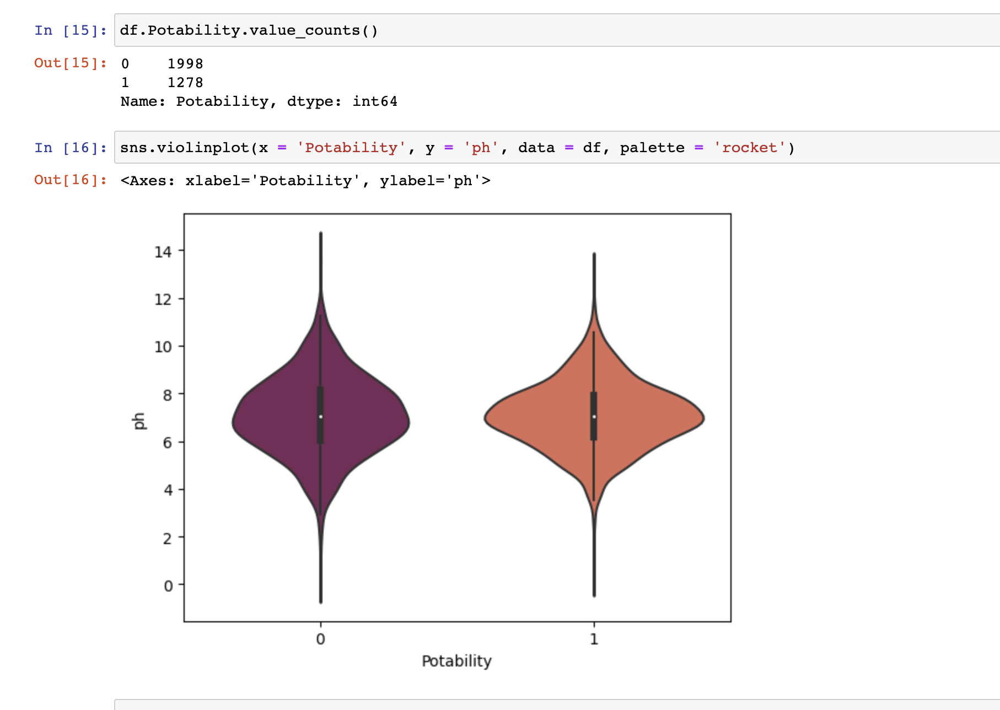 In [15]: df.Potability.value_counts()
Out[15]: 0    1998
1    1278
Name: Potability, dtype: int64
In [16]: sns.violinplot(x = 'Potability', y = 'ph', data = df, palette = 'rocket')
Out[16]: <Axes: xlabel='Potability', ylabel='ph'>
14
12
10
8
ph
6
4
2
0
0 1
Potability